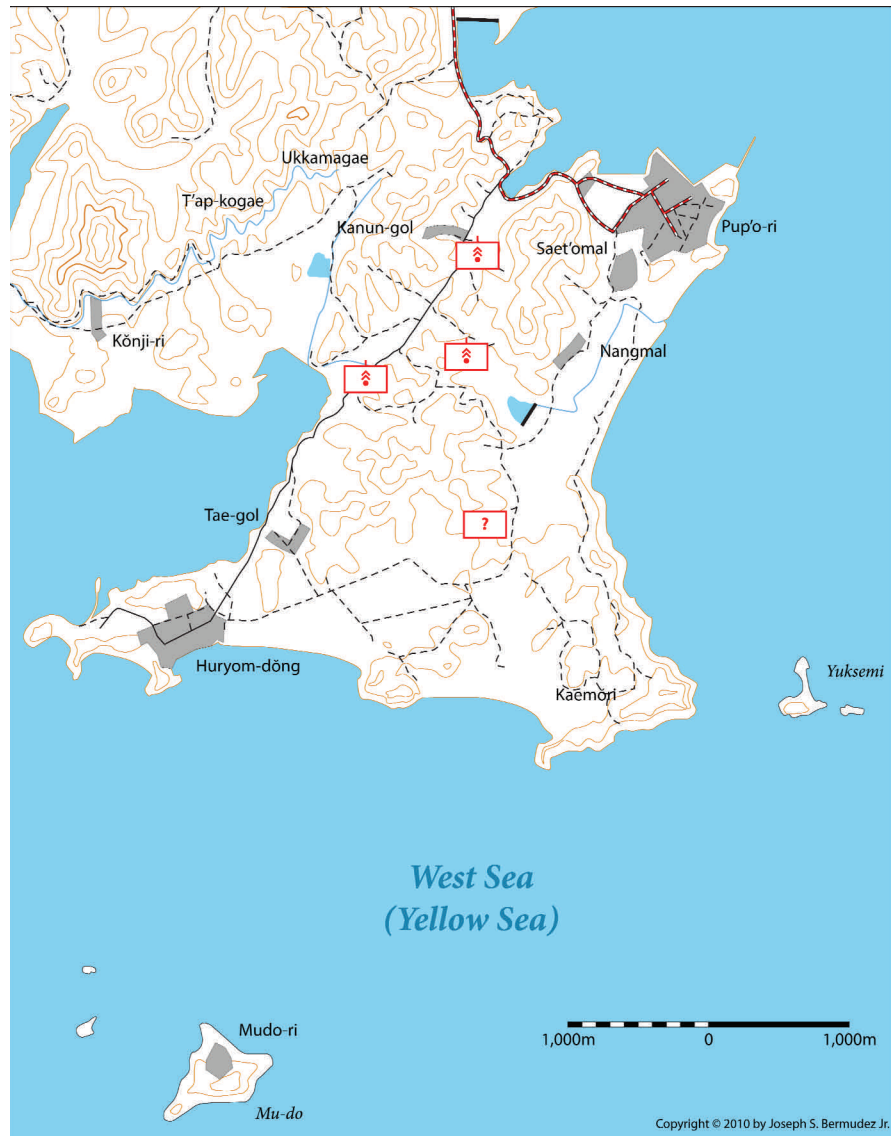 Ukkamagae
T'ap-kogae
Kanun-gol
Pup'o-ri
Saet'omal
Kŏnji-ri
Nangmal
Tae-gol
?
Huryom-dŏng
Yuksemi
Kaemŏri
West Sea
(Yellow Sea)
Mudo-ri
1,000m 0 1,000m
Mu-do
Copyright © 2010 by Joseph S. Bermudez Jr.